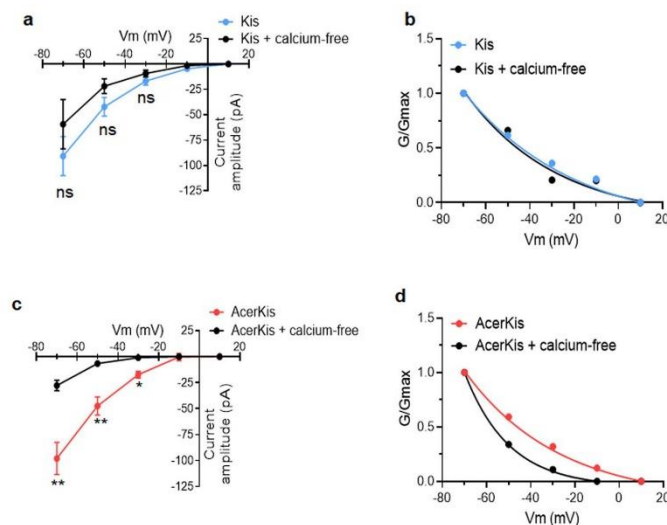 a
Vm (mV)
Kis
Kis + calcium-free
-80 -60 -40 -20 20
-25
-50
-75
-100
-125
Current
amplitude (pA)
ns
ns
ns
b
Kis
Kis + calcium-free
G/Gmax
1.5
1.0
0.5
0.0
-80 -60 -40 -20 0 20
Vm (mV)
c
Vm (mV)
AcerKis
AcerKis + calcium-free
-80 -60 -40 -20 20
-25
-50
-75
-100
-125
Current
amplitude (pA)
*
**
**
d
AcerKis
AcerKis + calcium-free
G/Gmax
1.5
1.0
0.5
0.0
-80 -60 -40 -20 0 20
Vm (mV)